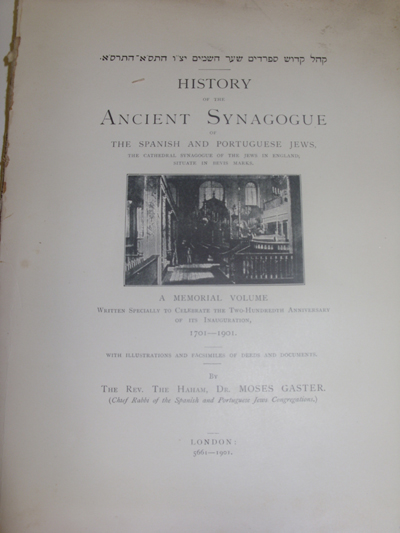 קהל קדוש ספרדים שער השמים יצ״ו התס״א־התרס״א.
HISTORY
OF THE
ANCIENT SYNAGOGUE
OF
THE SPANISH AND PORTUGUESE JEWS,
THE CATHEDRAL SYNAGOGUE OF THE JEWS IN ENGLAND,
SITUATE IN BEVIS MARKS.
A MEMORIAL VOLUME
WRITTEN SPECIALLY TO CELEBRATE THE TWO-HUNDREDTH ANNIVERSARY
OF ITS INAUGURATION,
1701—1901.
WITH ILLUSTRATIONS AND FACSIMILES OF DEEDS AND DOCUMENTS.
BY
THE REV. THE HAHAM, DR. MOSES GASTER.
(Chief Rabbi of the Spanish and Portuguese Jews Congregations.)
LONDON:
5661—1901.